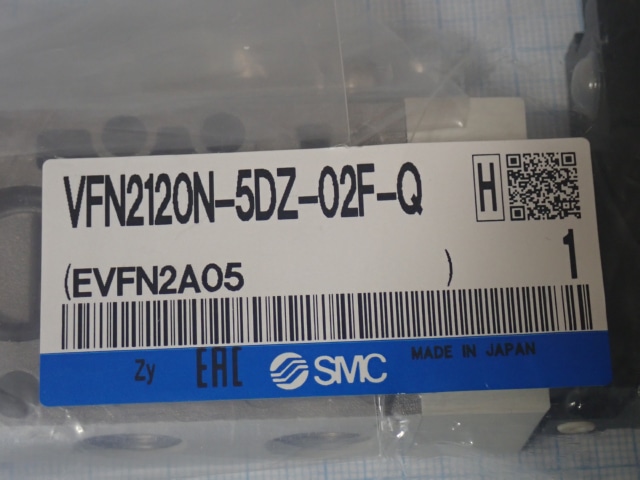 VFN2120N-5DZ-02F-Q
H
(EVFN2A05 )
1
Zy EAC SMC MADE IN JAPAN